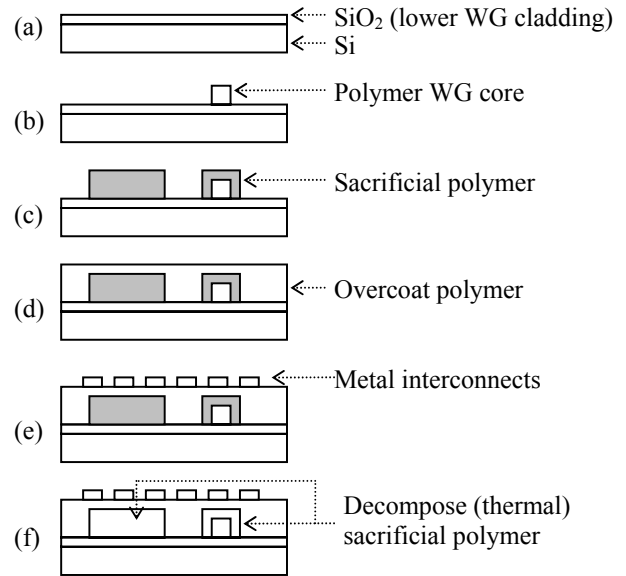 (a)
SiO₂ (lower WG cladding)
Si
(b)
Polymer WG core
(c)
Sacrificial polymer
(d)
Overcoat polymer
(e)
Metal interconnects
(f)
Decompose (thermal)
sacrificial polymer